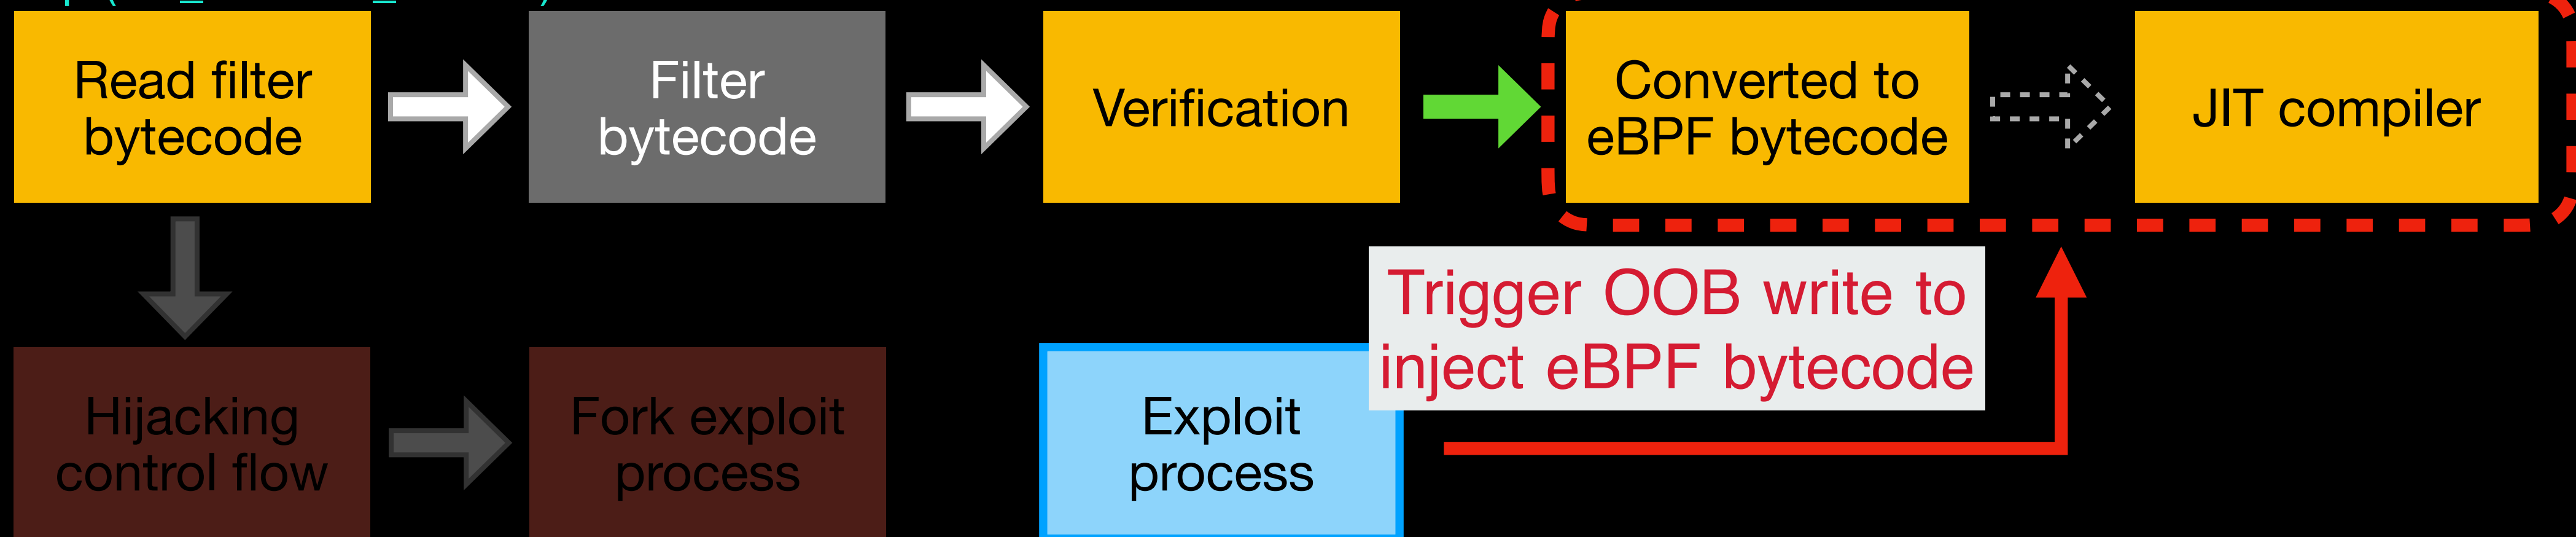 Read filter
bytecode
Filter
bytecode
Verification
Converted to
eBPF bytecode
JIT compiler
Trigger OOB write to
inject eBPF bytecode
Hijacking
control flow
Fork exploit
process
Exploit
process